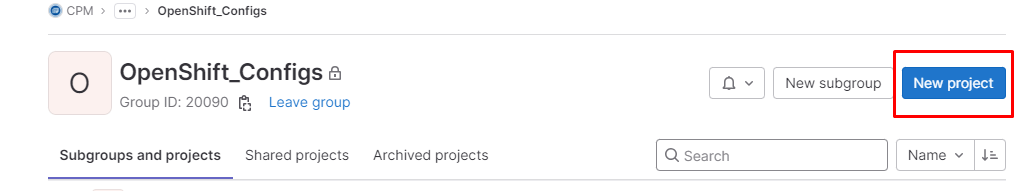 CPM > ... > OpenShift_Configs
O
OpenShift_Configs
Group ID: 20090 Leave group
New subgroup
New project
Subgroups and projects Shared projects Archived projects
Search
Name